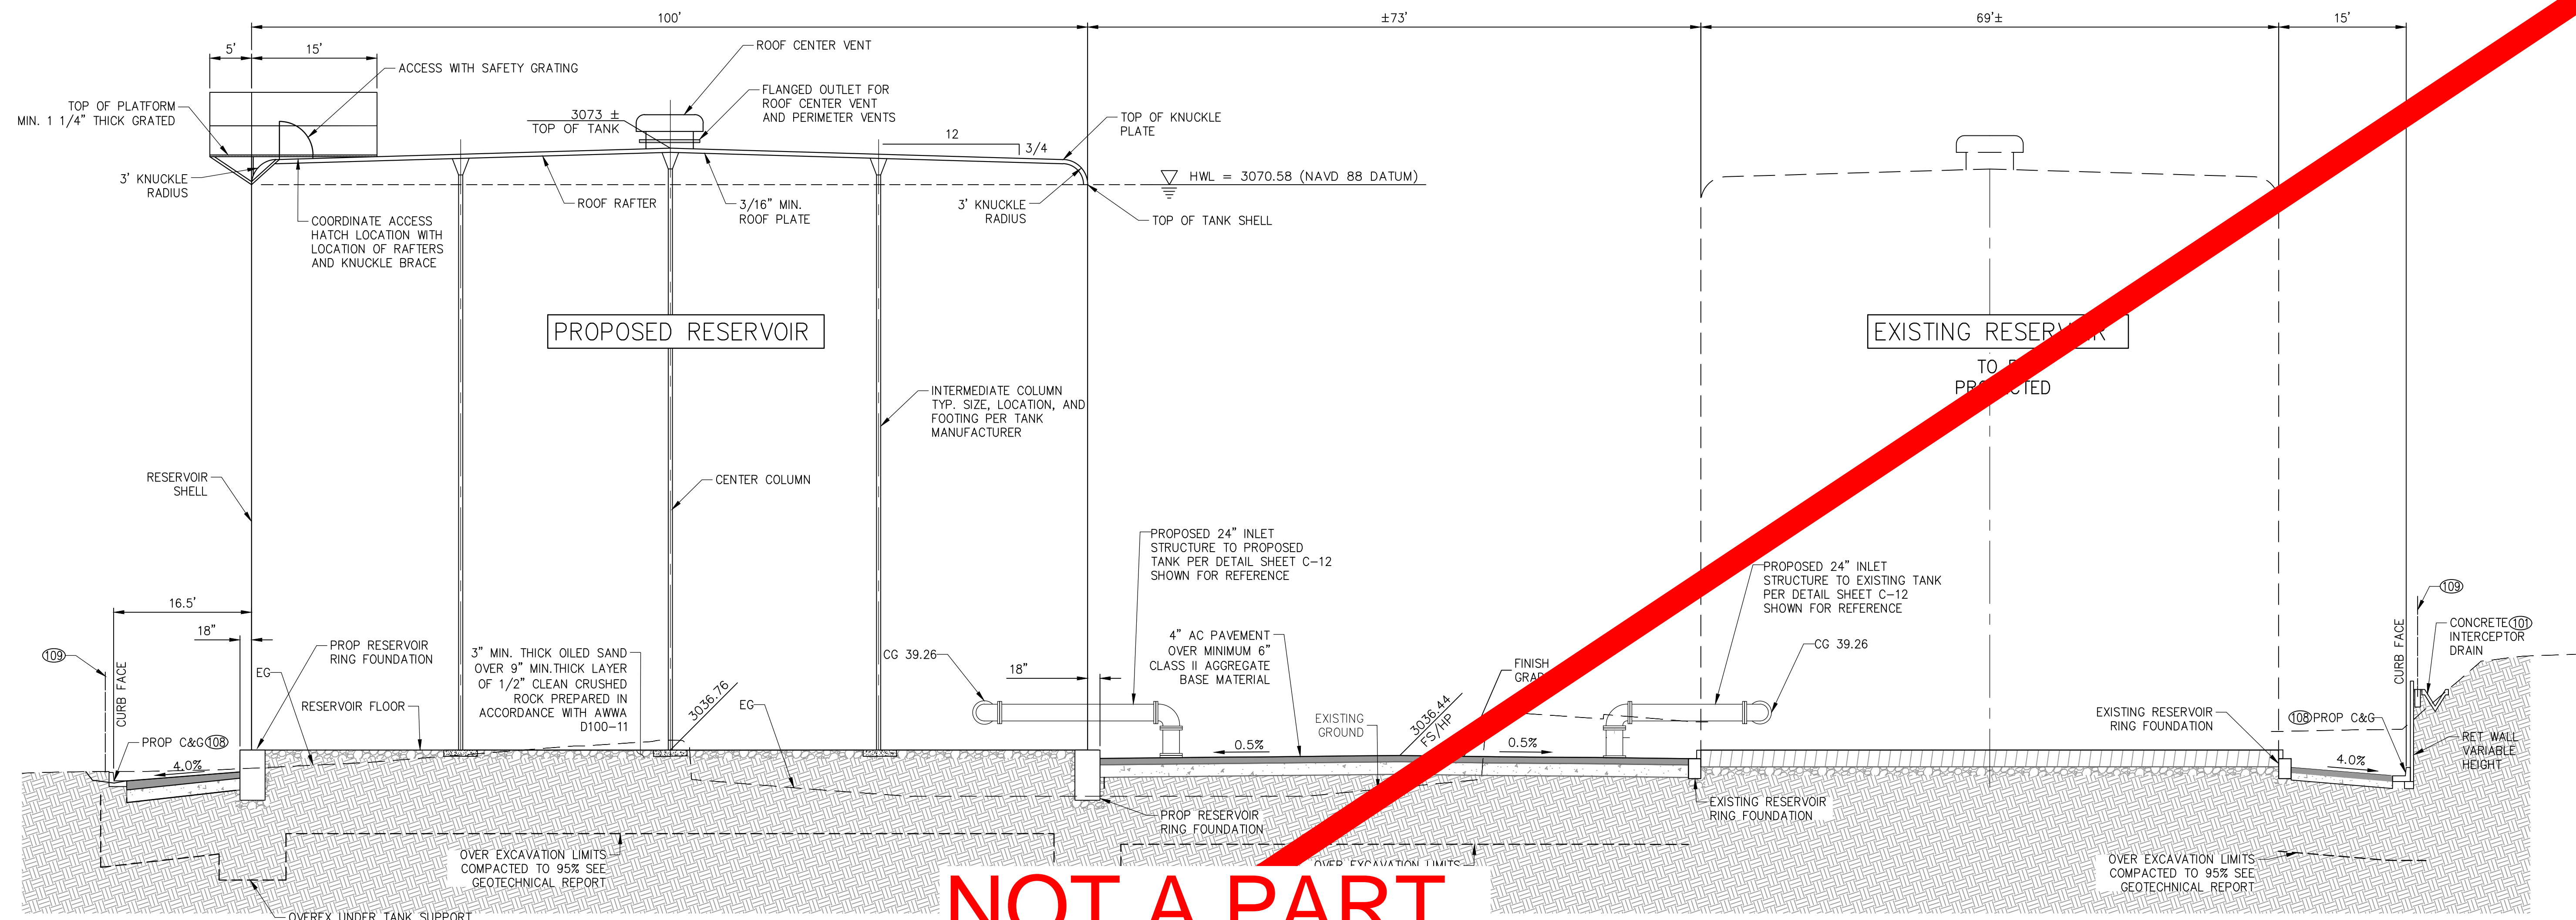 100'
±73'
69'±
15'
5'
15'
ROOF CENTER VENT
ACCESS WITH SAFETY GRATING
FLANGED OUTLET FOR
ROOF CENTER VENT
AND PERIMETER VENTS
TOP OF PLATFORM
MIN. 1 1/4" THICK GRATED
3073 ±
TOP OF TANK
12
3/4
TOP OF KNUCKLE
PLATE
3' KNUCKLE
RADIUS
HWL = 3070.58 (NAVD 88 DATUM)
ROOF RAFTER
3/16" MIN.
ROOF PLATE
3' KNUCKLE
RADIUS
TOP OF TANK SHELL
COORDINATE ACCESS
HATCH LOCATION WITH
LOCATION OF RAFTERS
AND KNUCKLE BRACE
PROPOSED RESERVOIR
EXISTING RESERVOIR
TO
PROTECTED
INTERMEDIATE COLUMN
TYP. SIZE, LOCATION, AND
FOOTING PER TANK
MANUFACTURER
RESERVOIR
SHELL
CENTER COLUMN
PROPOSED 24" INLET
STRUCTURE TO PROPOSED
TANK PER DETAIL SHEET C-12
SHOWN FOR REFERENCE
PROPOSED 24" INLET
STRUCTURE TO EXISTING TANK
PER DETAIL SHEET C-12
SHOWN FOR REFERENCE
16.5'
18"
109
CURB FACE
EG
PROP RESERVOIR
RING FOUNDATION
RESERVOIR FLOOR
3" MIN. THICK OILED SAND
OVER 9" MIN.THICK LAYER
OF 1/2" CLEAN CRUSHED
ROCK PREPARED IN
ACCORDANCE WITH AWWA
D100-11
3036.76
EG
CG 39.26
18"
4" AC PAVEMENT
OVER MINIMUM 6"
CLASS II AGGREGATE
BASE MATERIAL
FINISH
EXISTING
GROUND
3036.44
FS/HP
CG 39.26
109
CONCRETE 101
INTERCEPTOR
DRAIN
CURB FACE
EXISTING RESERVOIR
RING FOUNDATION
108 PROP C&G
RET WALL
VARIABLE
HEIGHT
PROP C&G 108
4.0%
0.5%
0.5%
4.0%
PROP RESERVOIR
RING FOUNDATION
EXISTING RESERVOIR
RING FOUNDATION
OVER EXCAVATION LIMITS
COMPACTED TO 95% SEE
GEOTECHNICAL REPORT
OVER EXCAVATION LIMITS
OVER EXCAVATION LIMITS
COMPACTED TO 95% SEE
GEOTECHNICAL REPORT
OVEREX UNDER TANK SUPPORT
NOT A PART